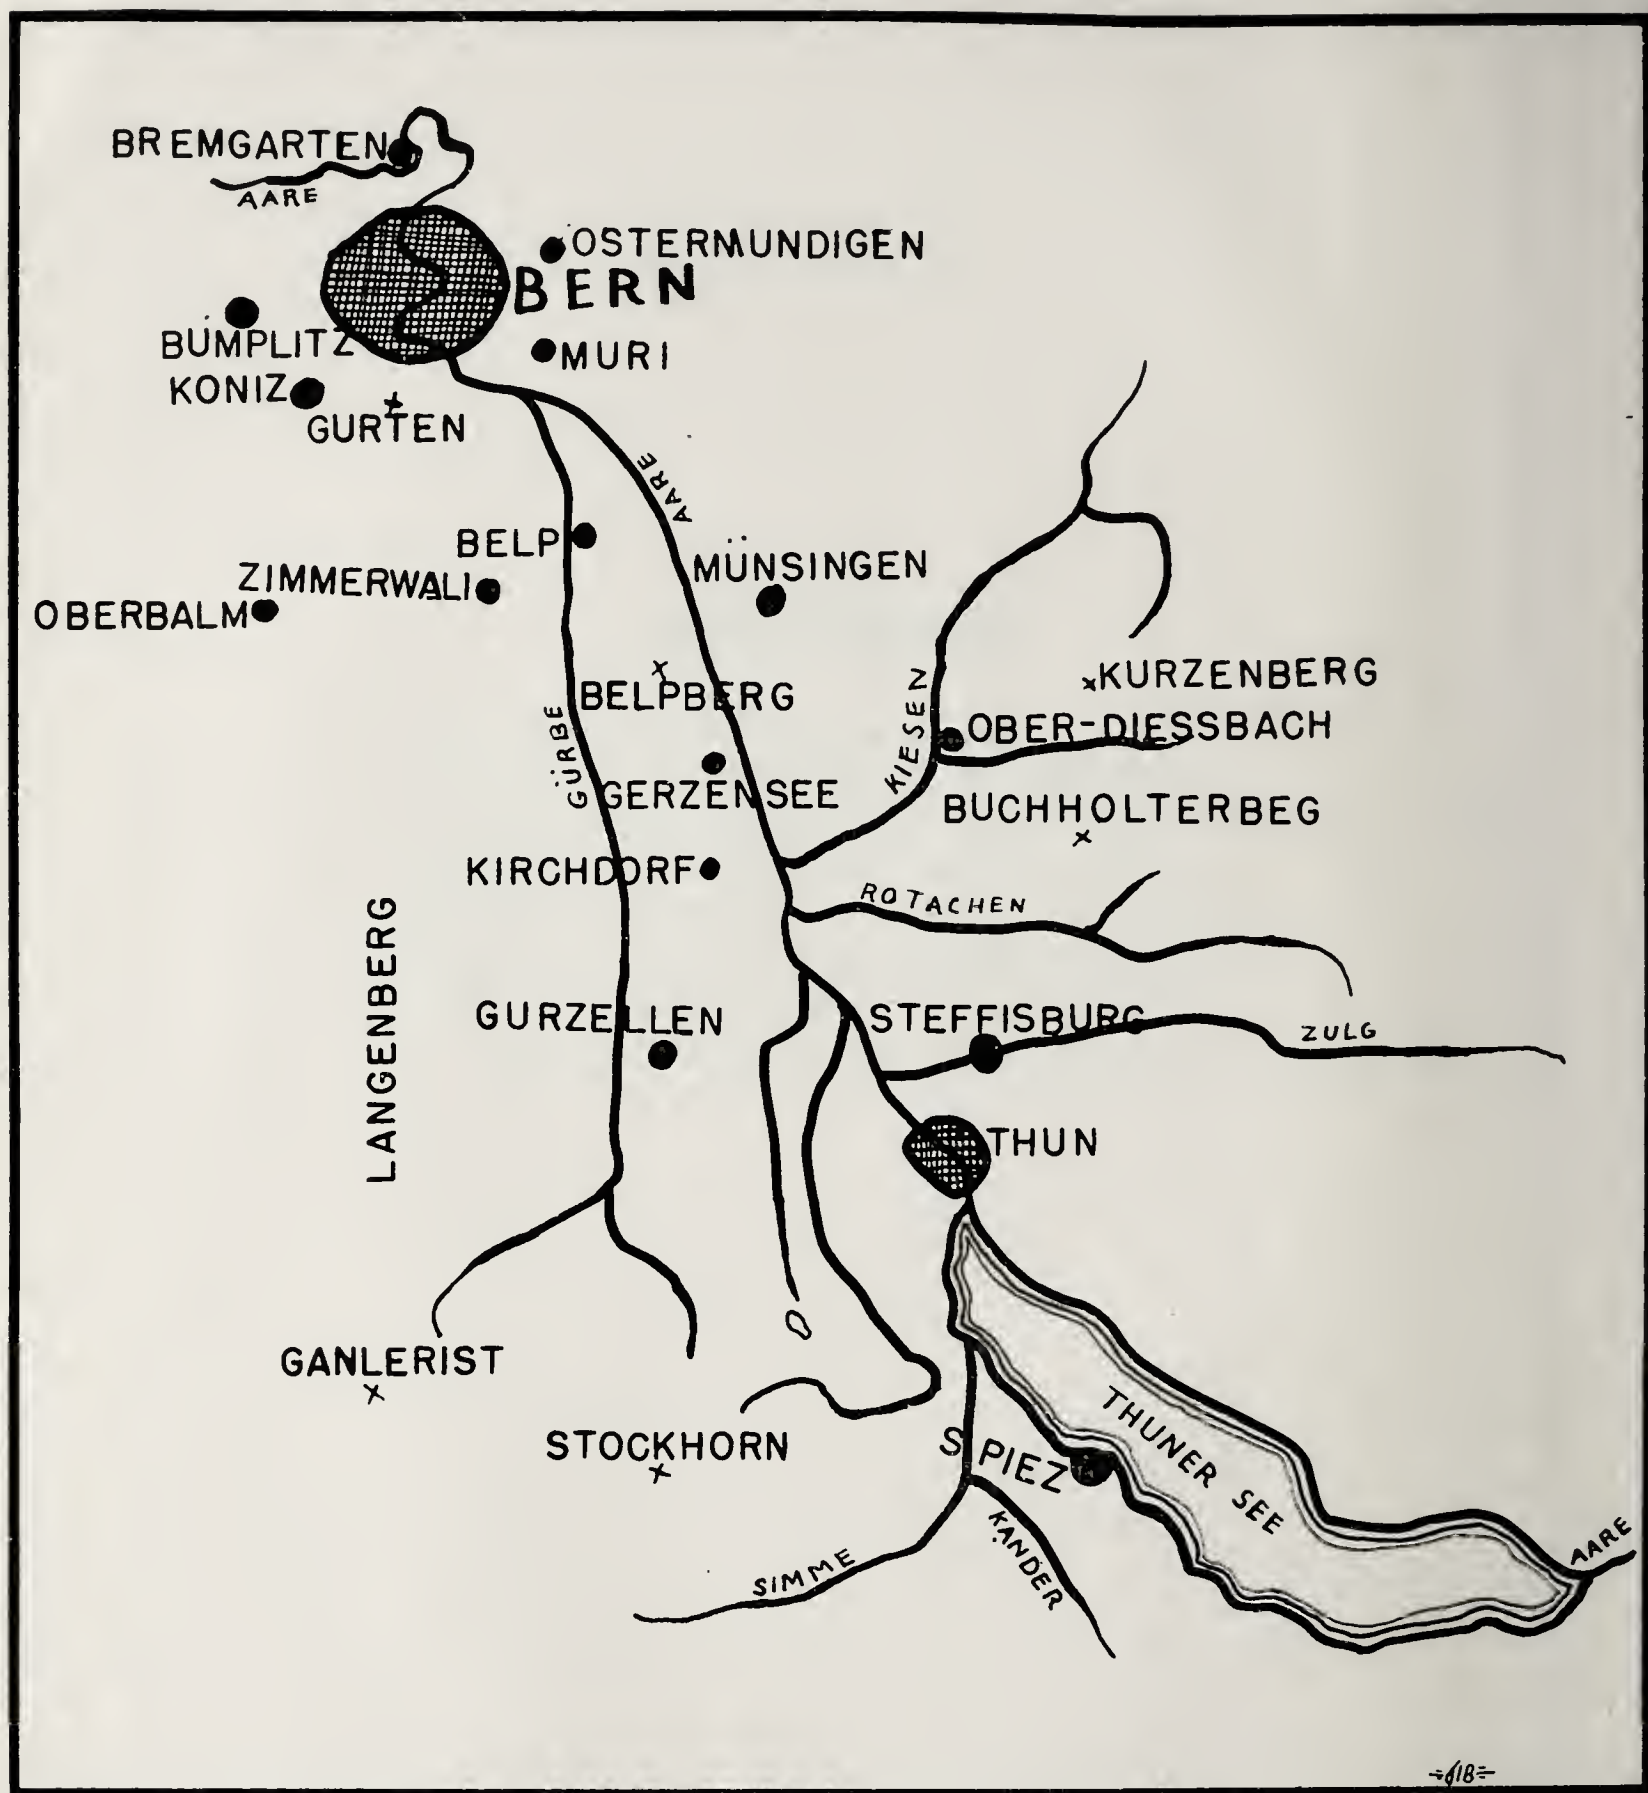 BREMGARTEN
AARE
OSTERMUNDIGEN
BERN
BÜMPLITZ
MURI
KONIZ
GURTEN
AARE
BELP
MÜNSINGEN
ZIMMERWALI
OBERBALM
KURZENBERG
BELPBERG
KIESEN
OBER-DIESSBACH
GÜRBE
GERZENSEE
BUCHHOLTERBEG
KIRCHDORF
ROTACHEN
LANGENBERG
GURZELLEN
STEFFISBURG
ZULG
THUN
GANLERIST
STOCKHORN
SPIEZ
THUNER SEE
KANDER
SIMME
AARE